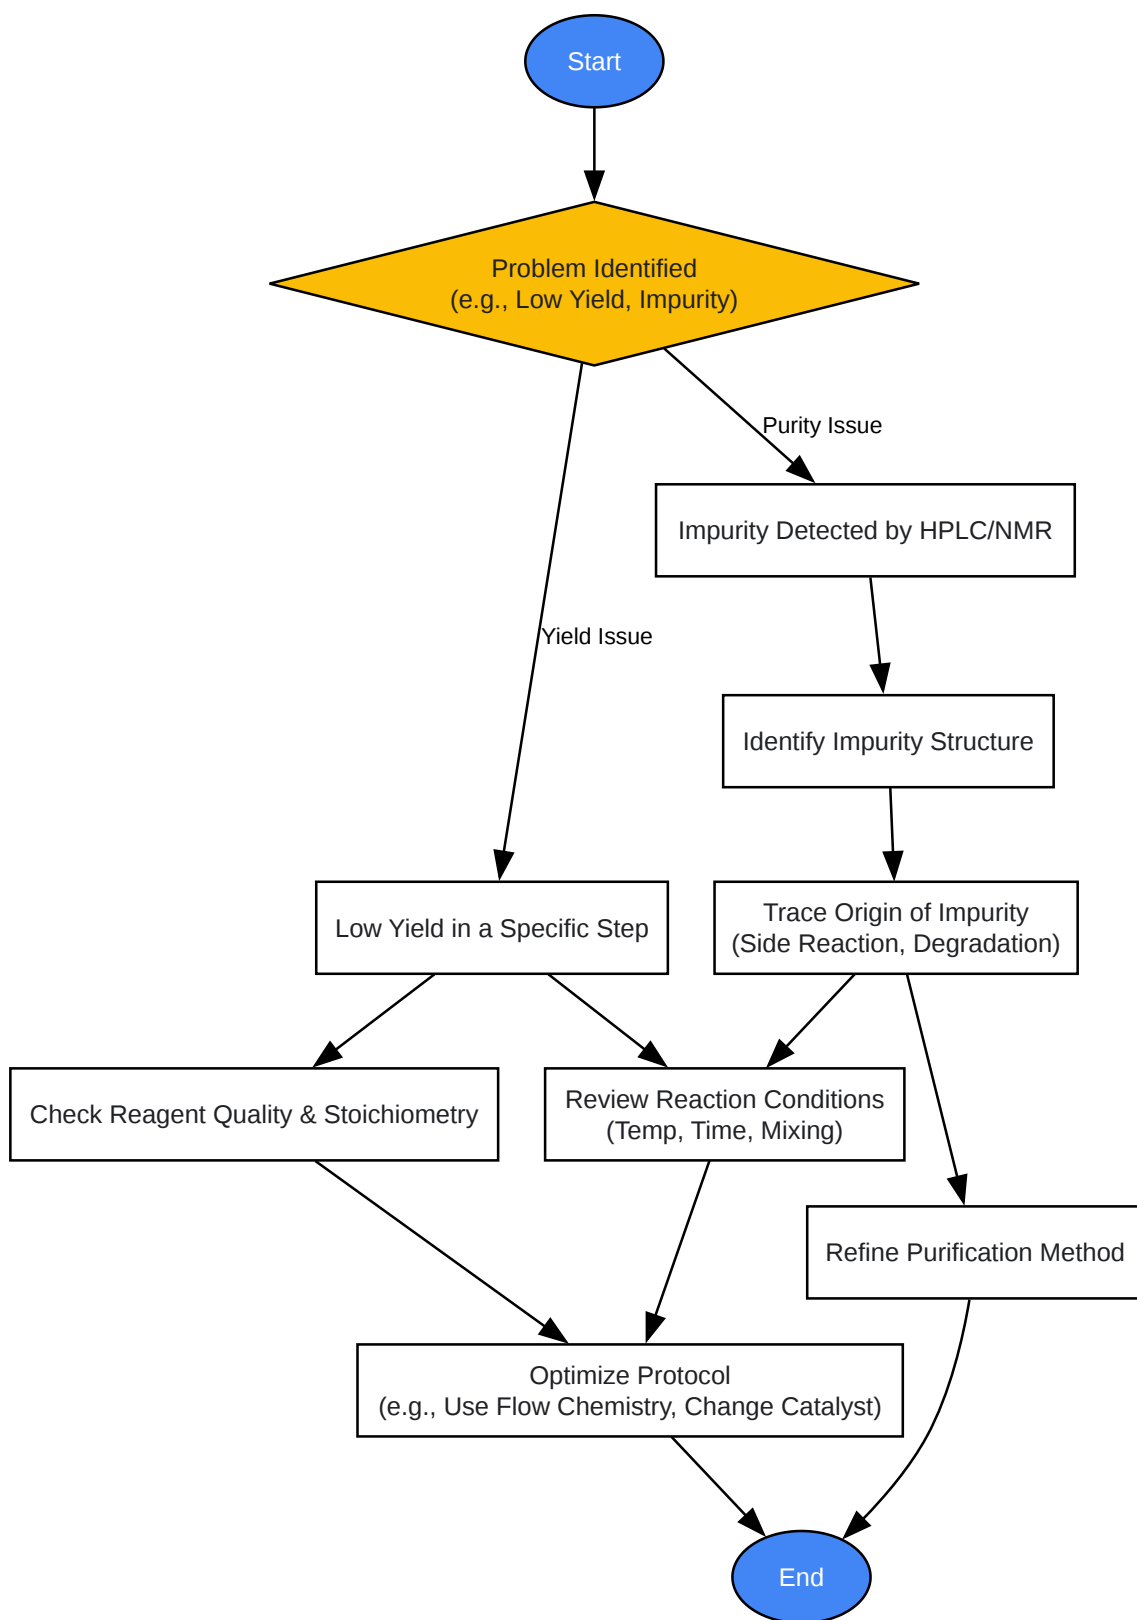 Start
Problem Identified
(e.g., Low Yield, Impurity)
Purity Issue
Impurity Detected by HPLC/NMR
Yield Issue
Identify Impurity Structure
Low Yield in a Specific Step
Trace Origin of Impurity
(Side Reaction, Degradation)
Check Reagent Quality & Stoichiometry
Review Reaction Conditions
(Temp, Time, Mixing)
Refine Purification Method
Optimize Protocol
(e.g., Use Flow Chemistry, Change Catalyst)
End